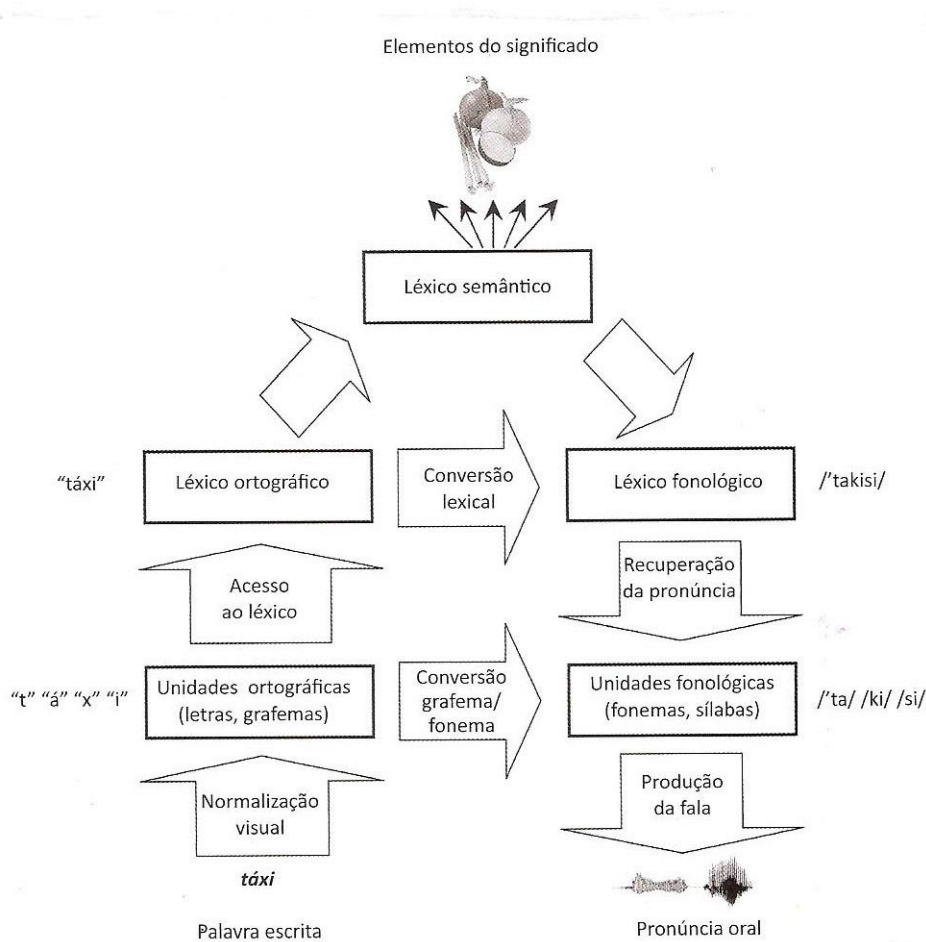 Elementos do significado
Léxico semântico
“táxi”
Léxico ortográfico
Conversão
lexical
Léxico fonológico
/’takisi/
Acesso
ao léxico
Recuperação
da pronúncia
“t” “á” “x” “i”
Unidades ortográficas
(letras, grafemas)
Conversão
grafema/
fonema
Unidades fonológicas
(fonemas, sílabas)
/’ta/ /ki/ /si/
Normalização
visual
Produção
da fala
táxi
Palavra escrita
Pronúncia oral